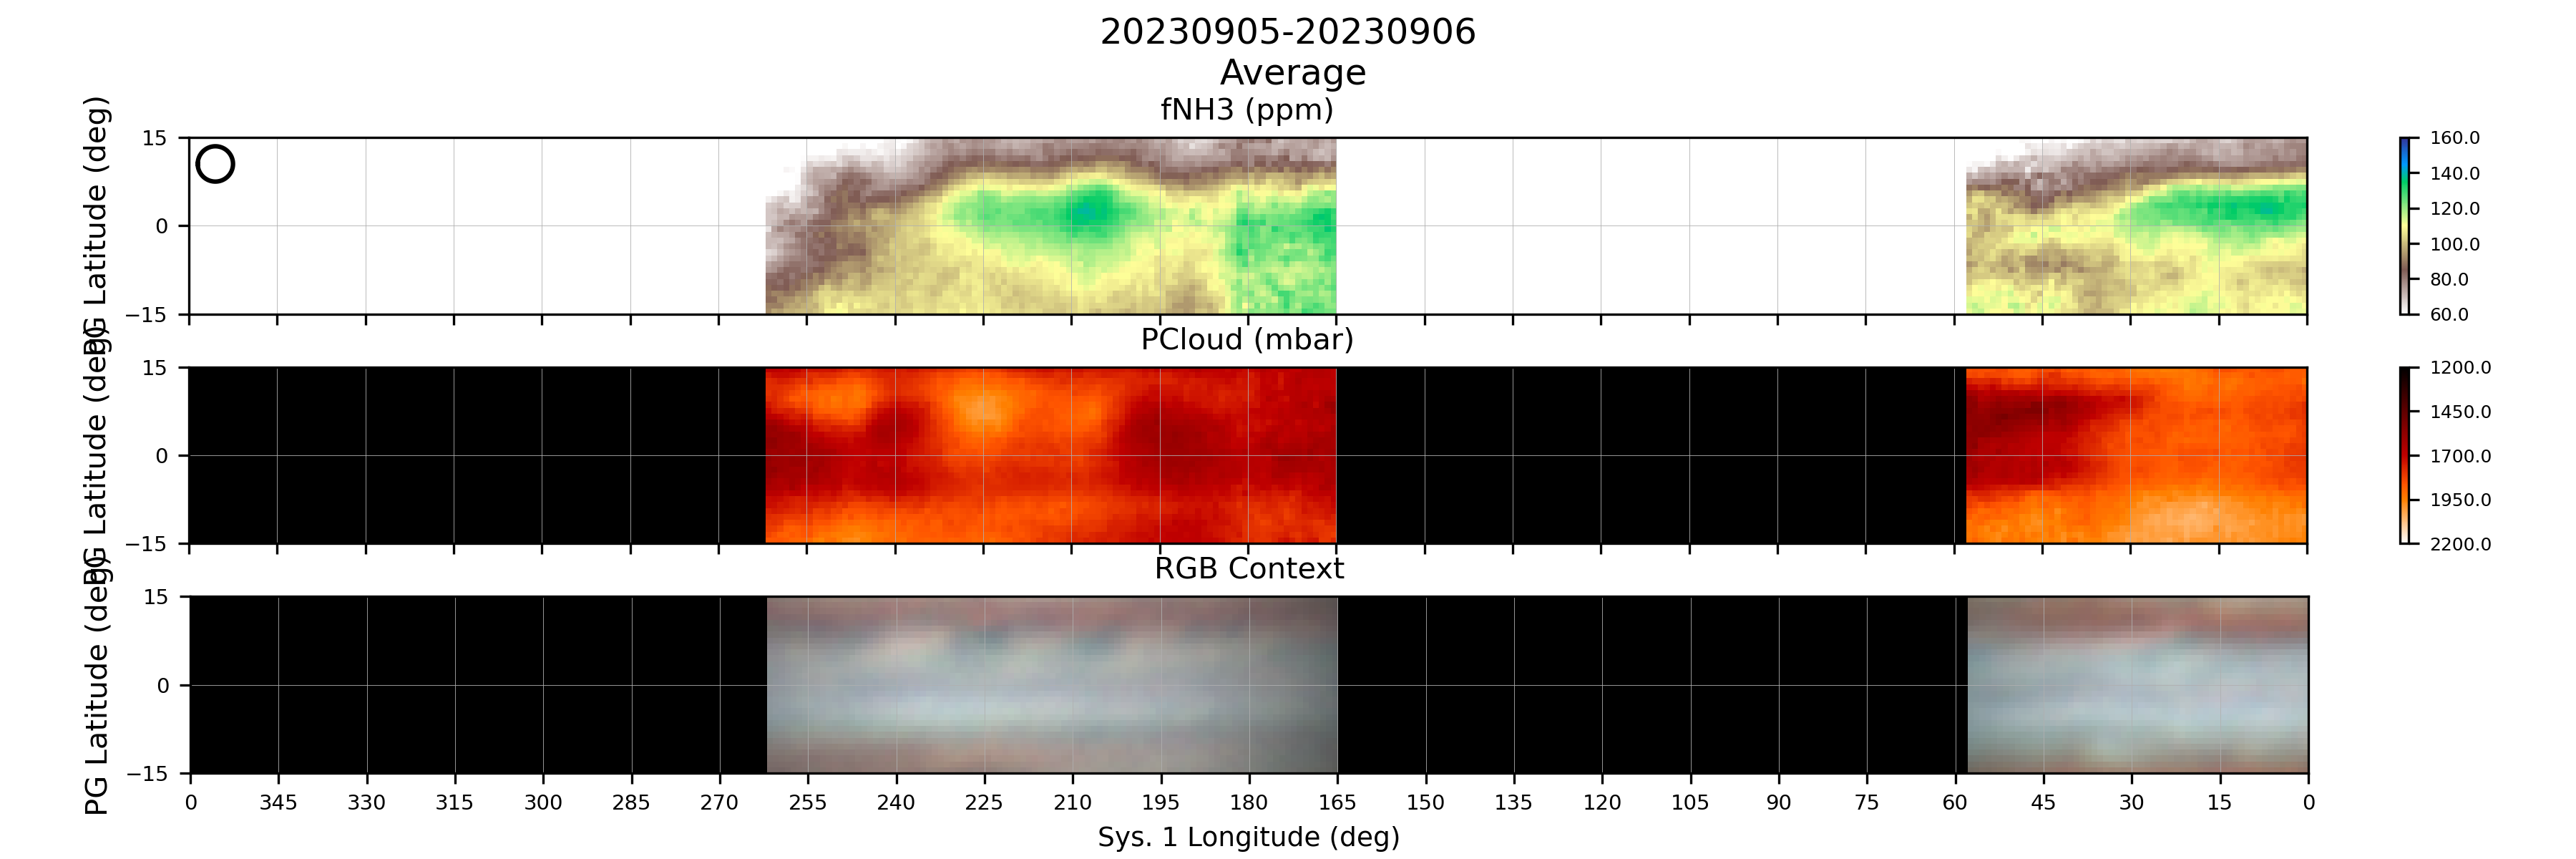 20230905-20230906
Average
fNH3 (ppm)
PG Latitude (deg)
15
0
−15
160.0
140.0
120.0
100.0
80.0
60.0
PCloud (mbar)
PG Latitude (deg)
15
0
−15
1200.0
1450.0
1700.0
1950.0
2200.0
RGB Context
PG Latitude (deg)
15
0
−15
0 345 330 315 300 285 270 255 240 225 210 195 180 165 150 135 120 105 90 75 60 45 30 15 0
Sys. 1 Longitude (deg)